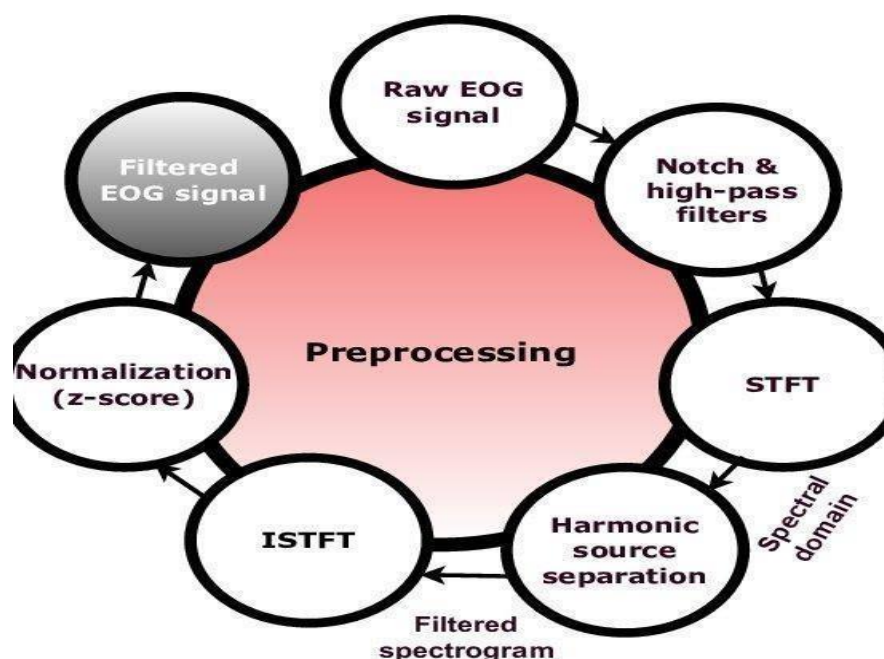 Raw EOG
signal
Notch &
high-pass
filters
STFT
Spectral
domain
Harmonic
source
separation
Filtered
spectrogram
ISTFT
Normalization
(z-score)
Filtered
EOG signal
Preprocessing